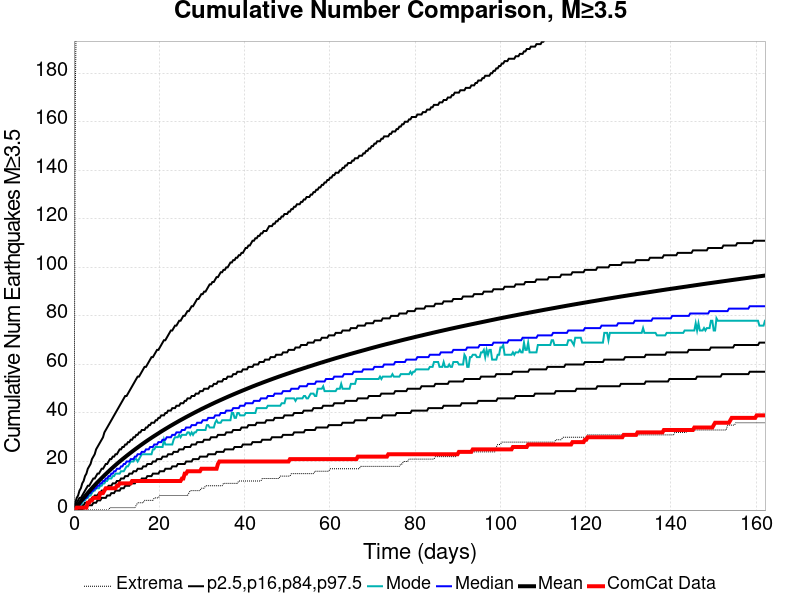 Cumulative Number Comparison, M≥3.5
Cumulative Num Earthquakes M≥3.5
180
160
140
120
100
80
60
40
20
0
0 20 40 60 80 100 120 140 160
Time (days)
Extrema p2.5,p16,p84,p97.5 Mode Median Mean ComCat Data